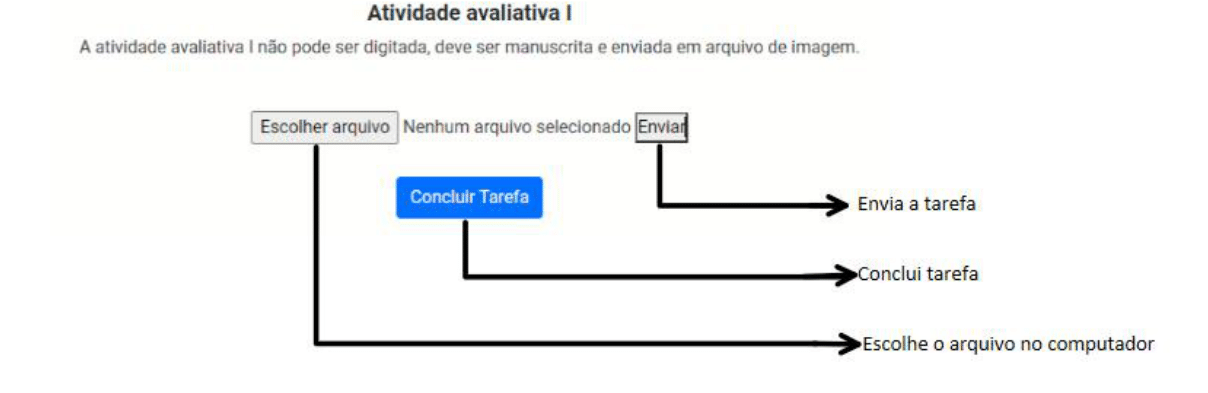 Atividade avaliativa I
A atividade avaliativa I não pode ser digitada, deve ser manuscrita e enviada em arquivo de imagem.
Escolher arquivo Nenhum arquivo selecionado Enviar
Concluir Tarefa
Envia a tarefa
Conclui tarefa
Escolhe o arquivo no computador